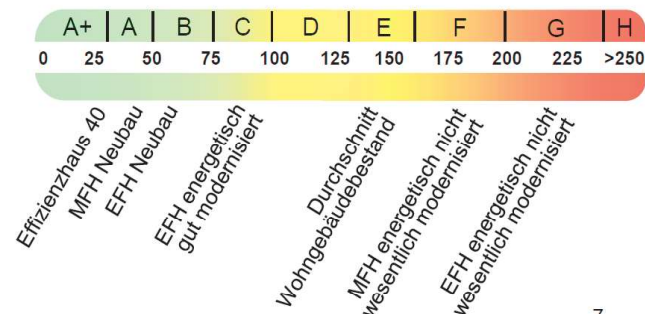 A+ A B C D E F G H
0 25 50 75 100 125 150 175 200 225 >250
Effizienzhaus 40
MFH Neubau
EFH Neubau
EFH energetisch
gut modernisiert
Durchschnitt
Wohngebäudebestand
MFH energetisch nicht
wesentlich modernisiert
EFH energetisch nicht
wesentlich modernisiert
7